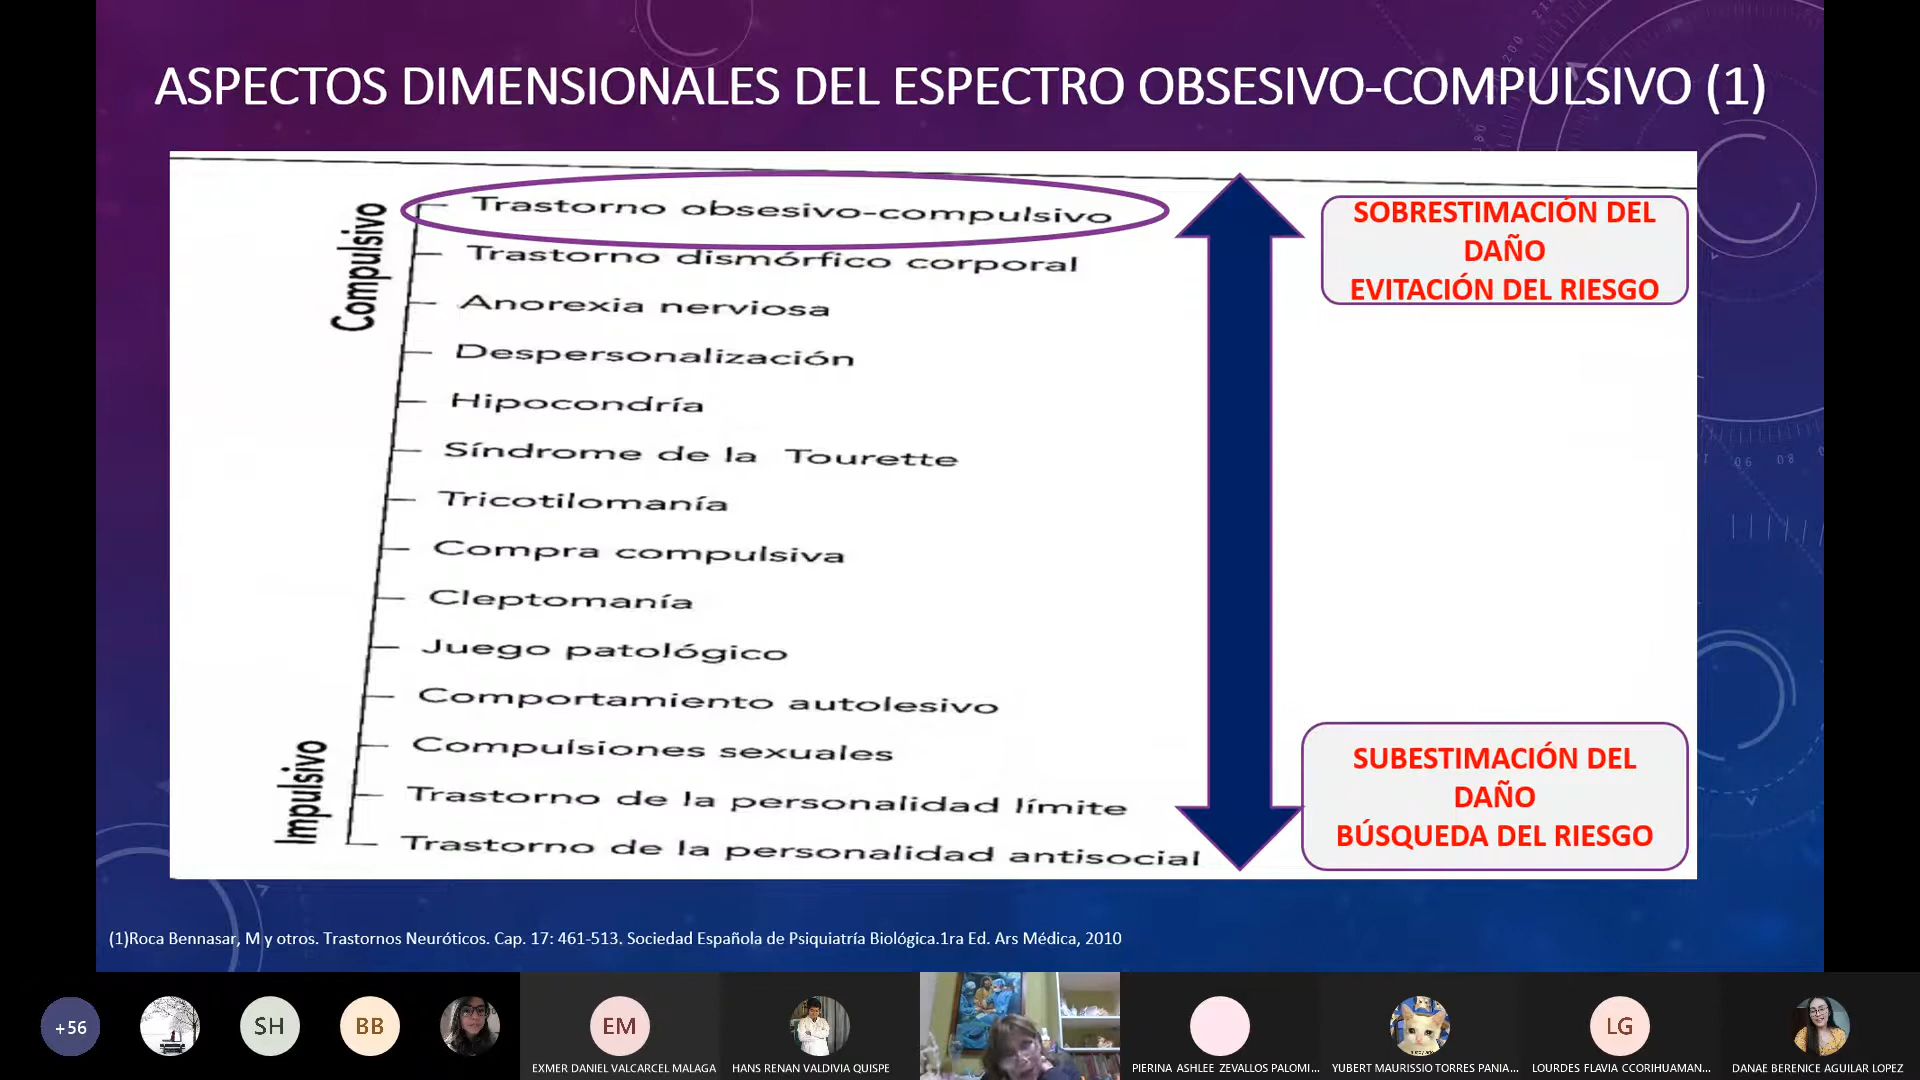 ASPECTOS DIMENSIONALES DEL ESPECTRO OBSESIVO-COMPULSIVO (1)
Compulsivo
Trastorno obsesivo-compulsivo
Trastorno dismórfico corporal
Anorexia nerviosa
Despersonalización
Hipocondría
Síndrome de la Tourette
Tricotilomanía
Compra compulsiva
Cleptomanía
Juego patológico
Comportamiento autolesivo
Compulsiones sexuales
Trastorno de la personalidad límite
Trastorno de la personalidad antisocial
Impulsivo
SOBRESTIMACIÓN DEL
DAÑO
EVITACIÓN DEL RIESGO
SUBESTIMACIÓN DEL
DAÑO
BÚSQUEDA DEL RIESGO
(1)Roca Bennasar, M y otros. Trastornos Neuróticos. Cap. 17: 461-513. Sociedad Española de Psiquiatría Biológica.1ra Ed. Ars Médica, 2010
+56
SH
BB
EM
LG
EXMER DANIEL VALCARCEL MALAGA
HANS RENAN VALDIVIA QUISPE
PIERINA ASHLEE ZEVALLOS PALOMI...
YUBERT MAURISSIO TORRES PANIA...
LOURDES FLAVIA CCORIHUAMAN...
DANAE BERENICE AGUILAR LOPEZ